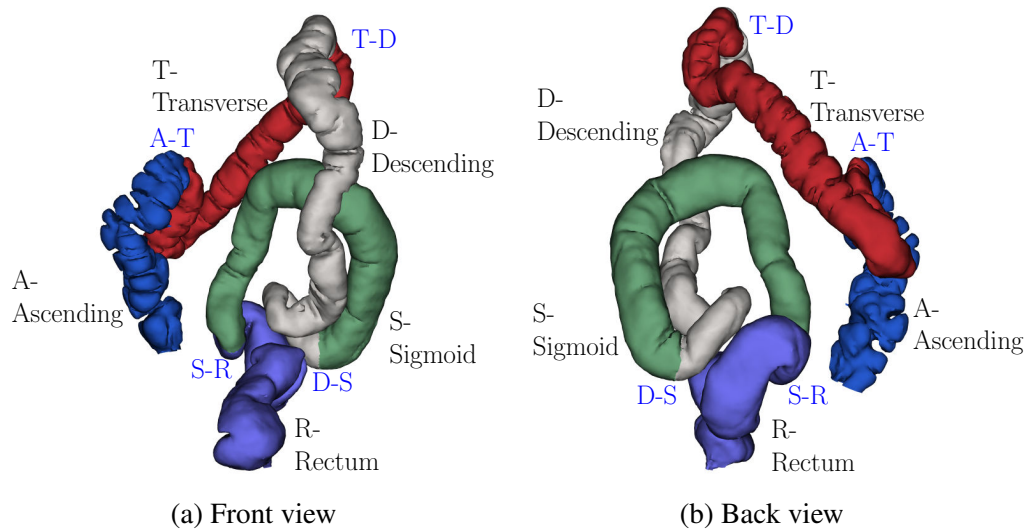 T-D
T-
Transverse
A-T
D-
Descending
A-
Ascending
S-
Sigmoid
S-R
D-S
R-
Rectum
(a) Front view
T-D
D-
Descending
T-
Transverse
A-T
S-
Sigmoid
A-
Ascending
D-S
S-R
R-
Rectum
(b) Back view